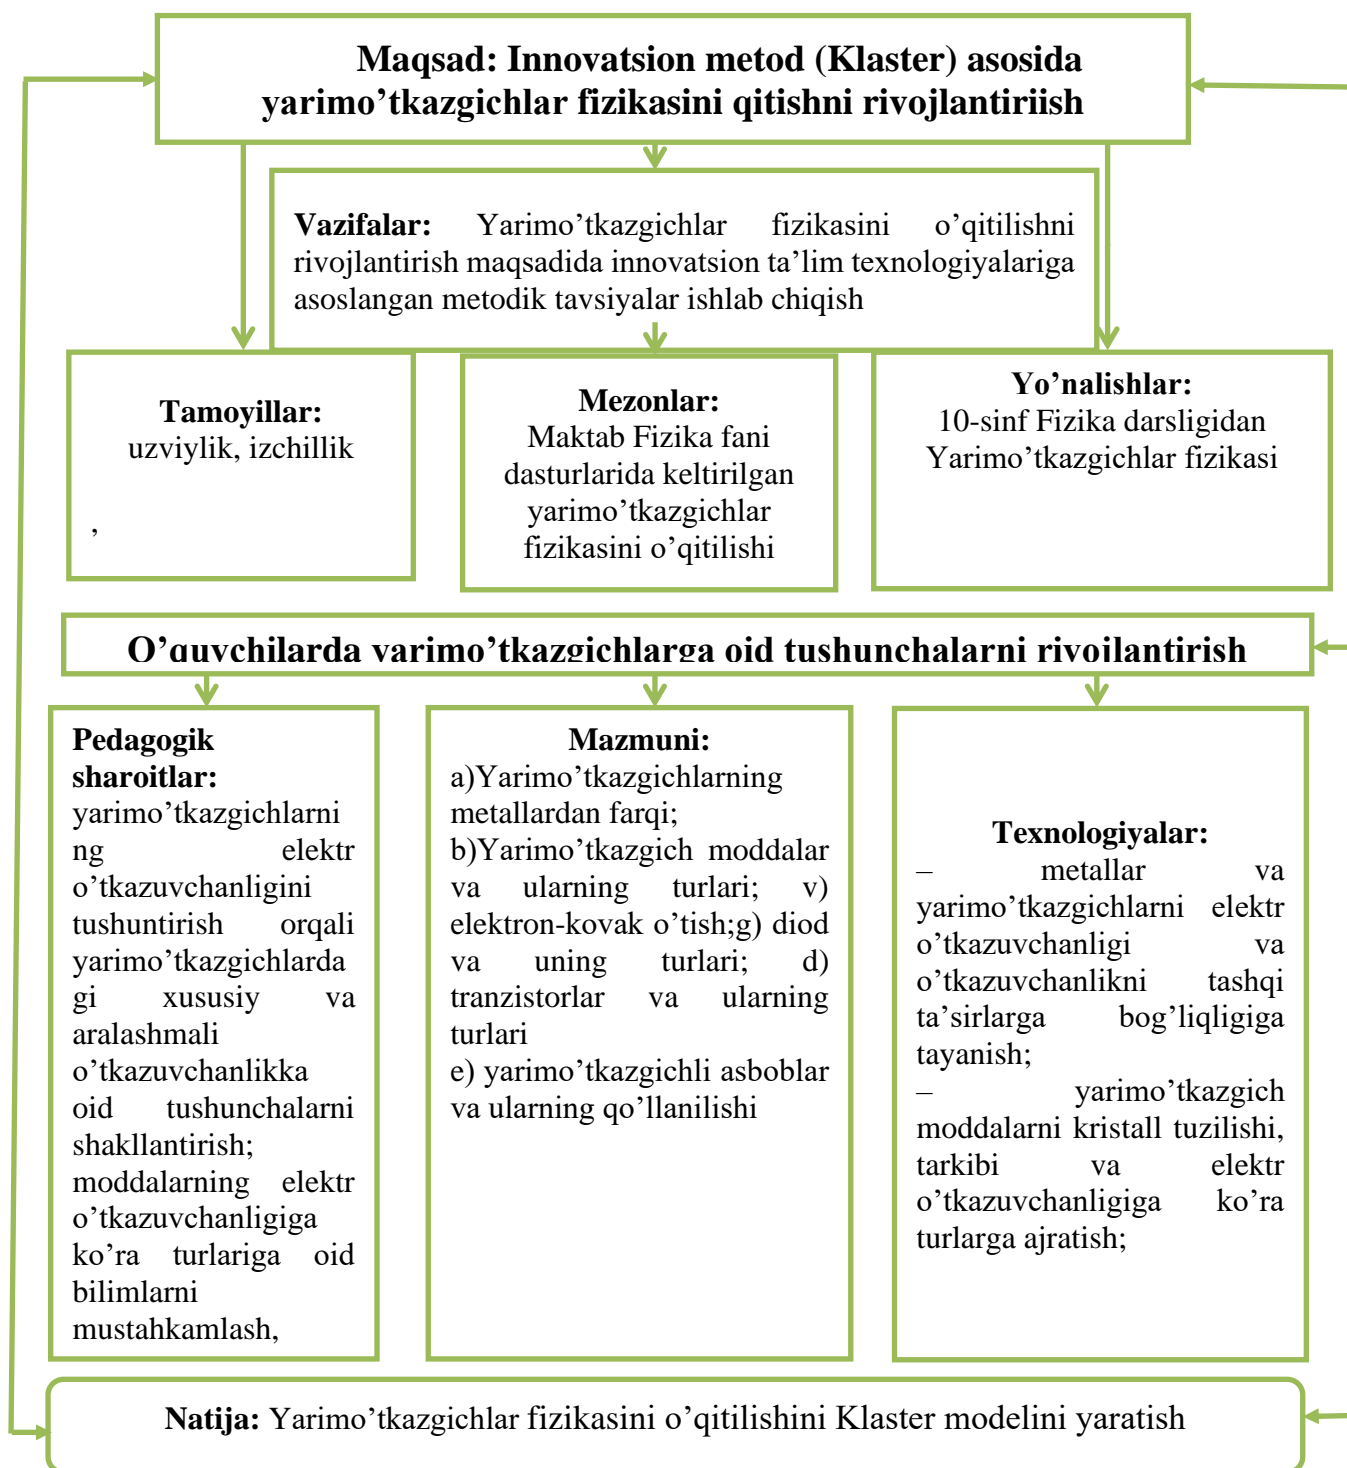 Maqsad: Innovatsion metod (Klaster) asosida
yarimo’tkazgichlar fizikasini qitishni rivojlantiriish
Vazifalar: Yarimo’tkazgichlar fizikasini o’qitilishni
rivojlantirish maqsadida innovatsion ta’lim texnologiyalariga
asoslangan metodik tavsiyalar ishlab chiqish
Tamoyillar:
uzviylik, izchillik
,
Mezonlar:
Maktab Fizika fani
dasturlarida keltirilgan
yarimo’tkazgichlar
fizikasini o’qitilishi
Yo’nalishlar:
10-sinf Fizika darsligidan
Yarimo’tkazgichlar fizikasi
O’quvchilarda yarimo’tkazgichlarga oid tushunchalarni rivojlantirish
Pedagogik
sharoitlar:
yarimo’tkazgichlarni
ng elektr
o’tkazuvchanligini
tushuntirish orqali
yarimo’tkazgichlarda
gi xususiy va
aralashmali
o’tkazuvchanlikka
oid tushunchalarni
shakllantirish;
moddalarning elektr
o’tkazuvchanligiga
ko’ra turlariga oid
bilimlarni
mustahkamlash,
Mazmuni:
a)Yarimo’tkazgichlarning
metallardan farqi;
b)Yarimo’tkazgich moddalar
va ularning turlari; v)
elektron-kovak o’tish;g) diod
va uning turlari; d)
tranzistorlar va ularning
turlari
e) yarimo’tkazgichli asboblar
va ularning qo’llanilishi
Texnologiyalar:
– metallar va
yarimo’tkazgichlarni elektr
o’tkazuvchanligi va
o’tkazuvchanlikni tashqi
ta’sirlarga bog’liqligiga
tayanish;
– yarimo’tkazgich
moddalarni kristall tuzilishi,
tarkibi va elektr
o’tkazuvchanligiga ko’ra
turlarga ajratish;
Natija: Yarimo’tkazgichlar fizikasini o’qitilishini Klaster modelini yaratish